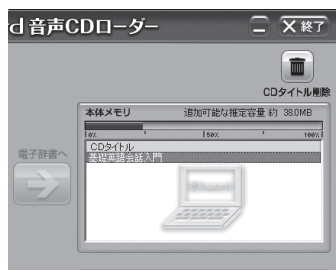 d 音声CDローダー
終了
CDタイトル削除
本体メモリ 追加可能な推定容量 約 38.0MB
0% 50% 100%
電子辞書へ
CDタイトル
基礎英語会話入門